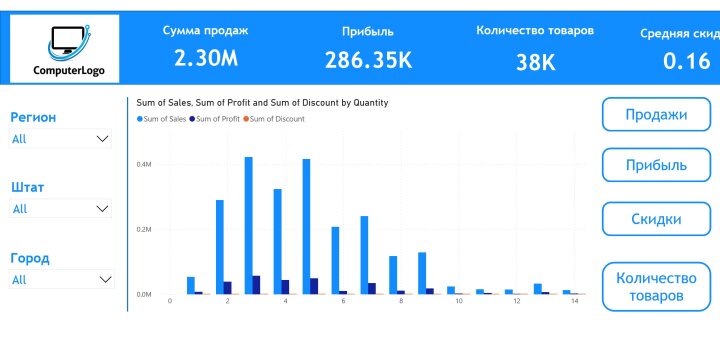 ComputerLogo
Сумма продаж
2.30M
Прибыль
286.35K
Количество товаров
38K
Средняя скид
0.16
Регион
All
Штат
All
Город
All
Sum of Sales, Sum of Profit and Sum of Discount by Quantity
Sum of Sales Sum of Profit Sum of Discount
0.4M
0.2M
0.0M
0 2 4 6 8 10 12 14
Продажи
Прибыль
Скидки
Количество
товаров